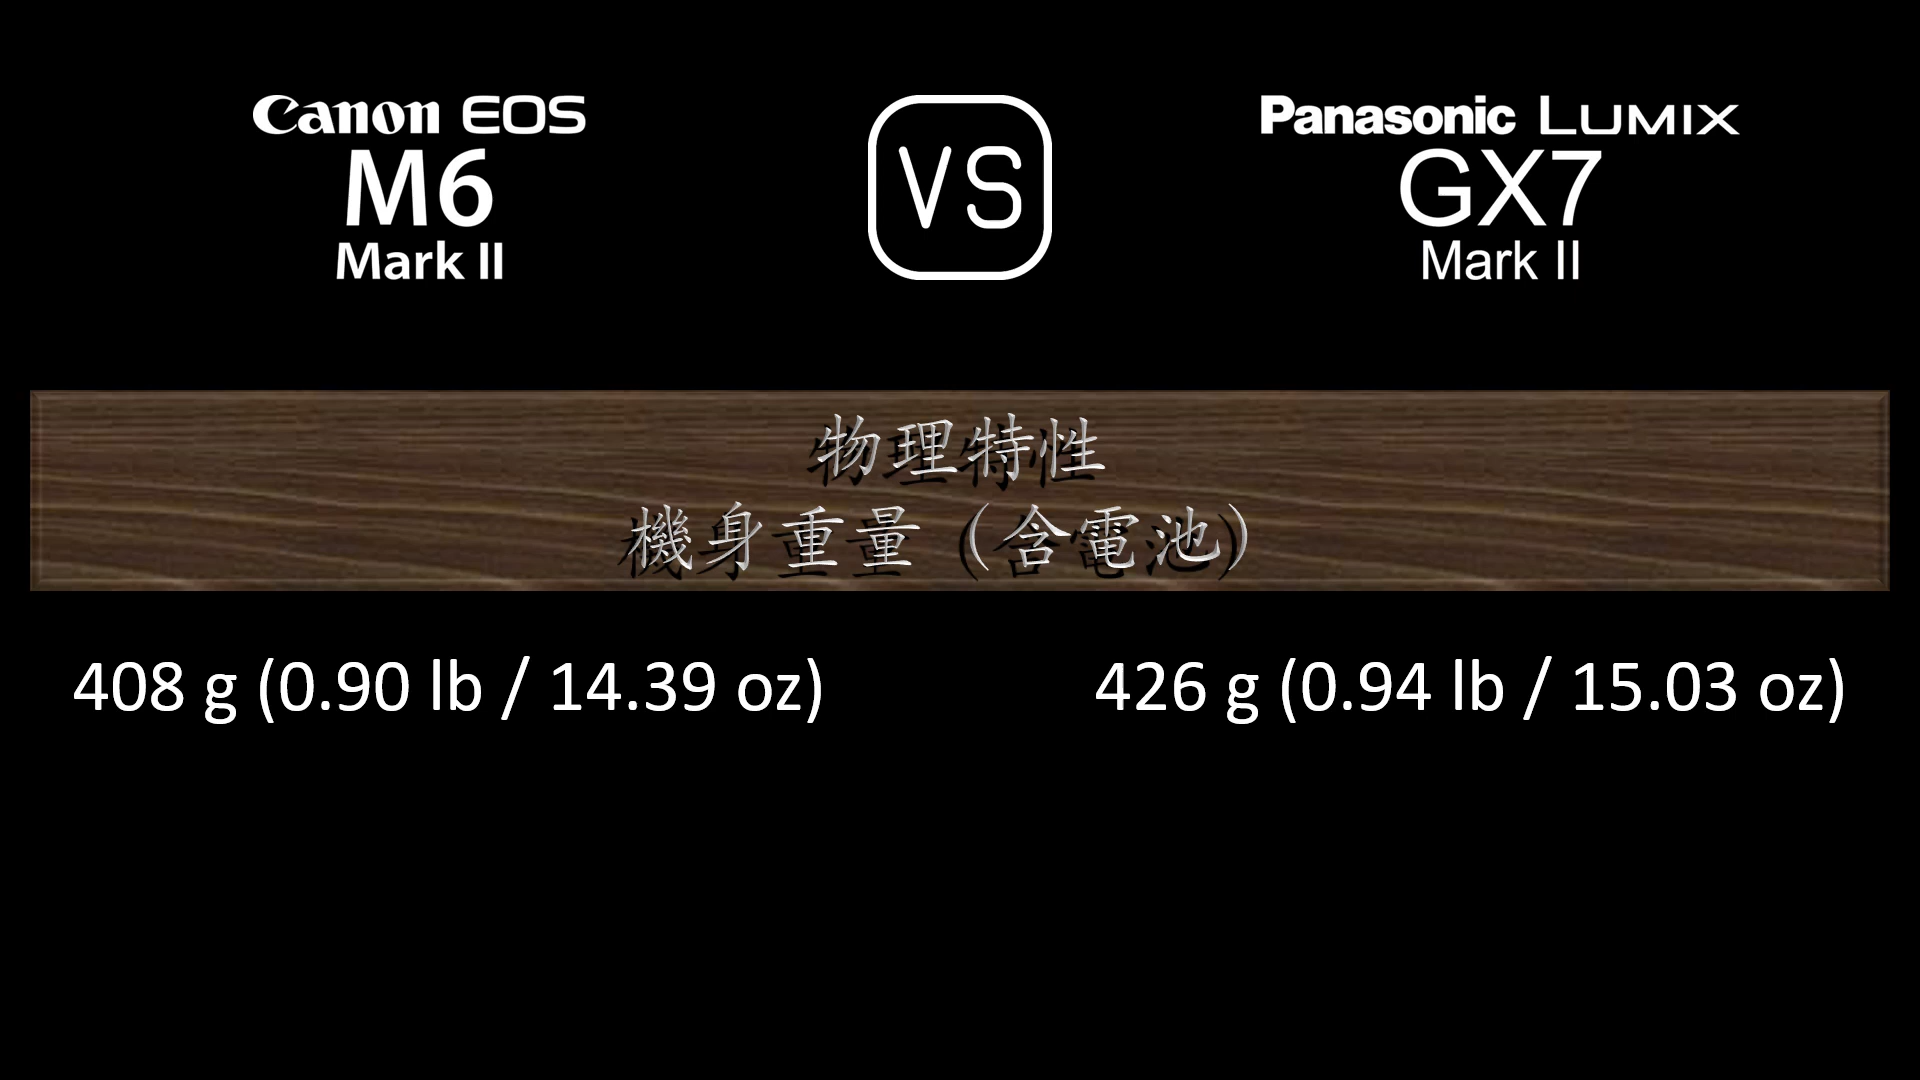 Canon EOS
M6
Mark II
VS
Panasonic LUMIX
GX7
Mark II
物理特性
機身重量（含電池）
408 g (0.90 lb / 14.39 oz)
426 g (0.94 lb / 15.03 oz)